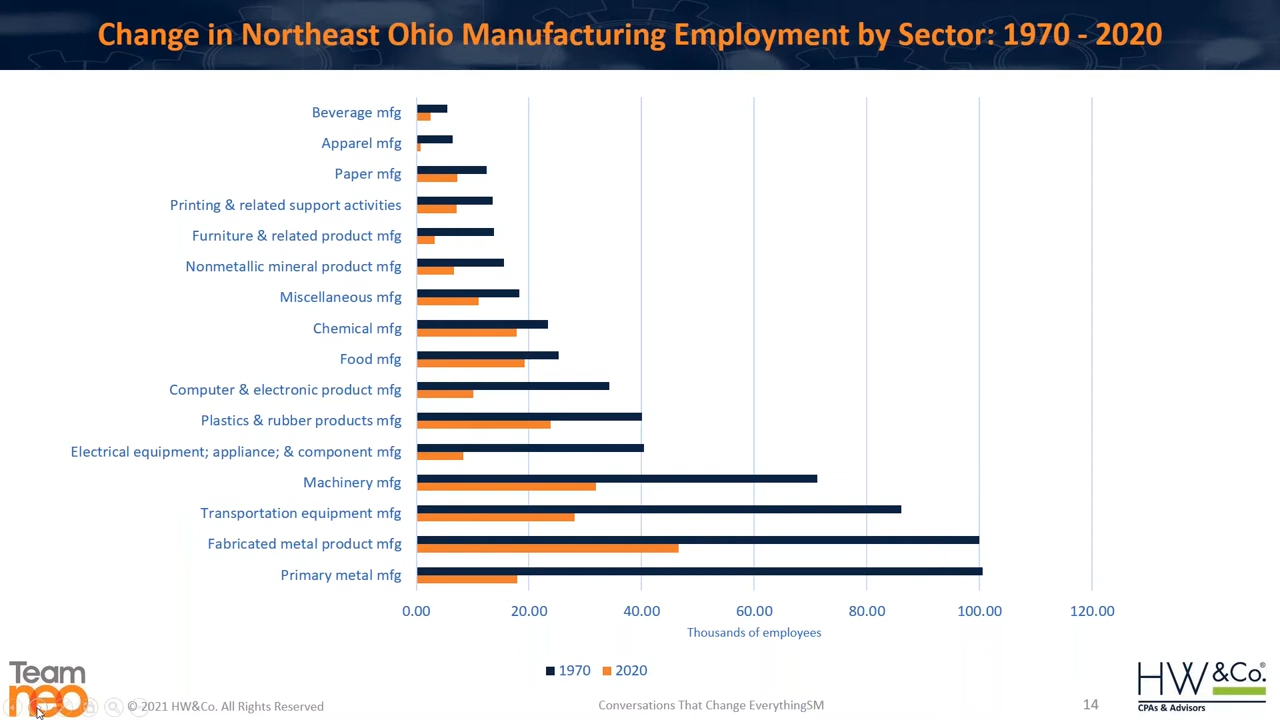 Change in Northeast Ohio Manufacturing Employment by Sector: 1970 - 2020
Beverage mfg
Apparel mfg
Paper mfg
Printing & related support activities
Furniture & related product mfg
Nonmetallic mineral product mfg
Miscellaneous mfg
Chemical mfg
Food mfg
Computer & electronic product mfg
Plastics & rubber products mfg
Electrical equipment; appliance; & component mfg
Machinery mfg
Transportation equipment mfg
Fabricated metal product mfg
Primary metal mfg
0.00 20.00 40.00 60.00 80.00 100.00 120.00
Thousands of employees
1970 2020
Team
neo
© 2021 HW&Co. All Rights Reserved
Conversations That Change EverythingSM
14
HW&Co.®
CPAs & Advisors